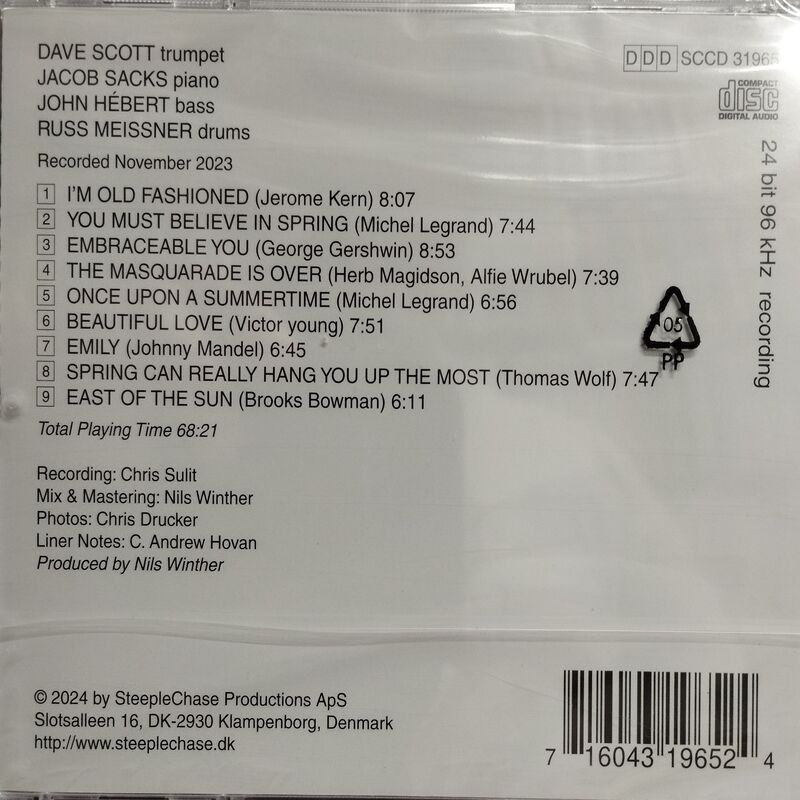 DAVE SCOTT trumpet
JACOB SACKS piano
JOHN HÉBERT bass
RUSS MEISSNER drums
Recorded November 2023
DDD SCCD 31965
COMPACT
disc
DIGITAL AUDIO
24 bit 96 kHz recording
1 I'M OLD FASHIONED (Jerome Kern) 8:07
2 YOU MUST BELIEVE IN SPRING (Michel Legrand) 7:44
3 EMBRACEABLE YOU (George Gershwin) 8:53
4 THE MASQUARADE IS OVER (Herb Magidson, Alfie Wrubel) 7:39
5 ONCE UPON A SUMMERTIME (Michel Legrand) 6:56
6 BEAUTIFUL LOVE (Victor young) 7:51
7 EMILY (Johnny Mandel) 6:45
8 SPRING CAN REALLY HANG YOU UP THE MOST (Thomas Wolf) 7:47
9 EAST OF THE SUN (Brooks Bowman) 6:11
Total Playing Time 68:21
05
PP
Recording: Chris Sulit
Mix & Mastering: Nils Winther
Photos: Chris Drucker
Liner Notes: C. Andrew Hovan
Produced by Nils Winther
© 2024 by SteepleChase Productions ApS
Slotsalleen 16, DK-2930 Klampenborg, Denmark
http://www.steeplechase.dk
7 16043 19652 4